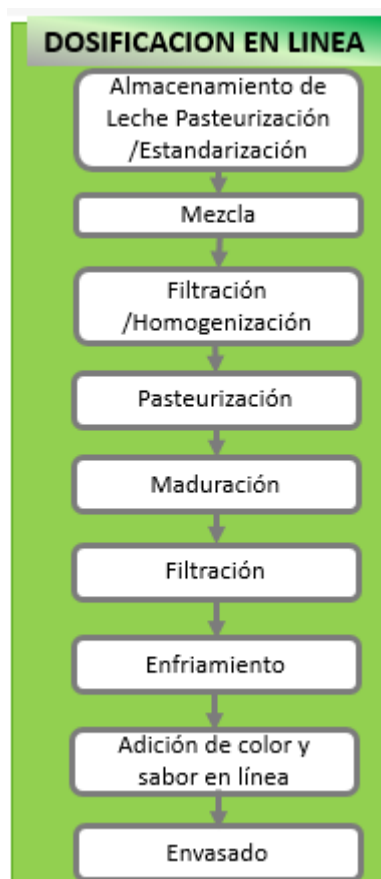 DOSIFICACION EN LINEA
Almacenamiento de
Leche Pasteurización
/Estandarización
Mezcla
Filtración
/Homogenización
Pasteurización
Maduración
Filtración
Enfriamiento
Adición de color y
sabor en línea
Envasado